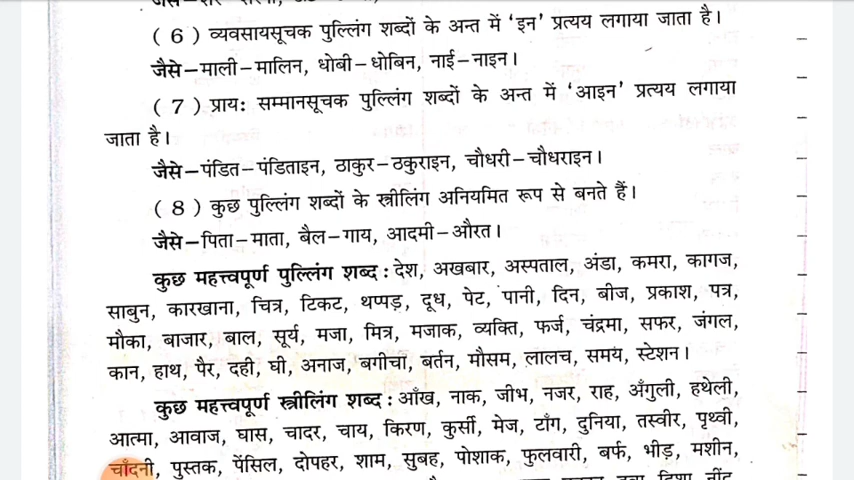 ( 6 ) व्यवसायसूचक पुल्लिंग शब्दों के अन्त में ‘इन’ प्रत्यय लगाया जाता है।
जैसे–माली–मालिन, धोबी–धोबिन, नाई–नाइन।
( 7 ) प्रायः सम्मानसूचक पुल्लिंग शब्दों के अन्त में ‘आइन’ प्रत्यय लगाया
जाता है।
जैसे–पंडित–पंडिताइन, ठाकुर–ठकुराइन, चौधरी–चौधराइन।
( 8 ) कुछ पुल्लिंग शब्दों के स्त्रीलिंग अनियमित रूप से बनते हैं।
जैसे–पिता–माता, बैल–गाय, आदमी–औरत।
कुछ महत्त्वपूर्ण पुल्लिंग शब्द : देश, अखबार, अस्पताल, अंडा, कमरा, कागज,
साबुन, कारखाना, चित्र, टिकट, थप्पड़, दूध, पेट, पानी, दिन, बीज, प्रकाश, पत्र,
मौका, बाजार, बाल, सूर्य, मजा, मित्र, मजाक, व्यक्ति, फर्ज, चंद्रमा, सफर, जंगल,
कान, हाथ, पैर, दही, घी, अनाज, बगीचा, बर्तन, मौसम, लालच, समय, स्टेशन।
कुछ महत्त्वपूर्ण स्त्रीलिंग शब्द : आँख, नाक, जीभ, नजर, राह, अँगुली, हथेली,
आत्मा, आवाज, घास, चादर, चाय, किरण, कुर्सी, मेज, टाँग, दुनिया, तस्वीर, पृथ्वी,
चाँदनी, पुस्तक, पेंसिल, दोपहर, शाम, सुबह, पोशाक, फुलवारी, बर्फ, भीड़, मशीन,